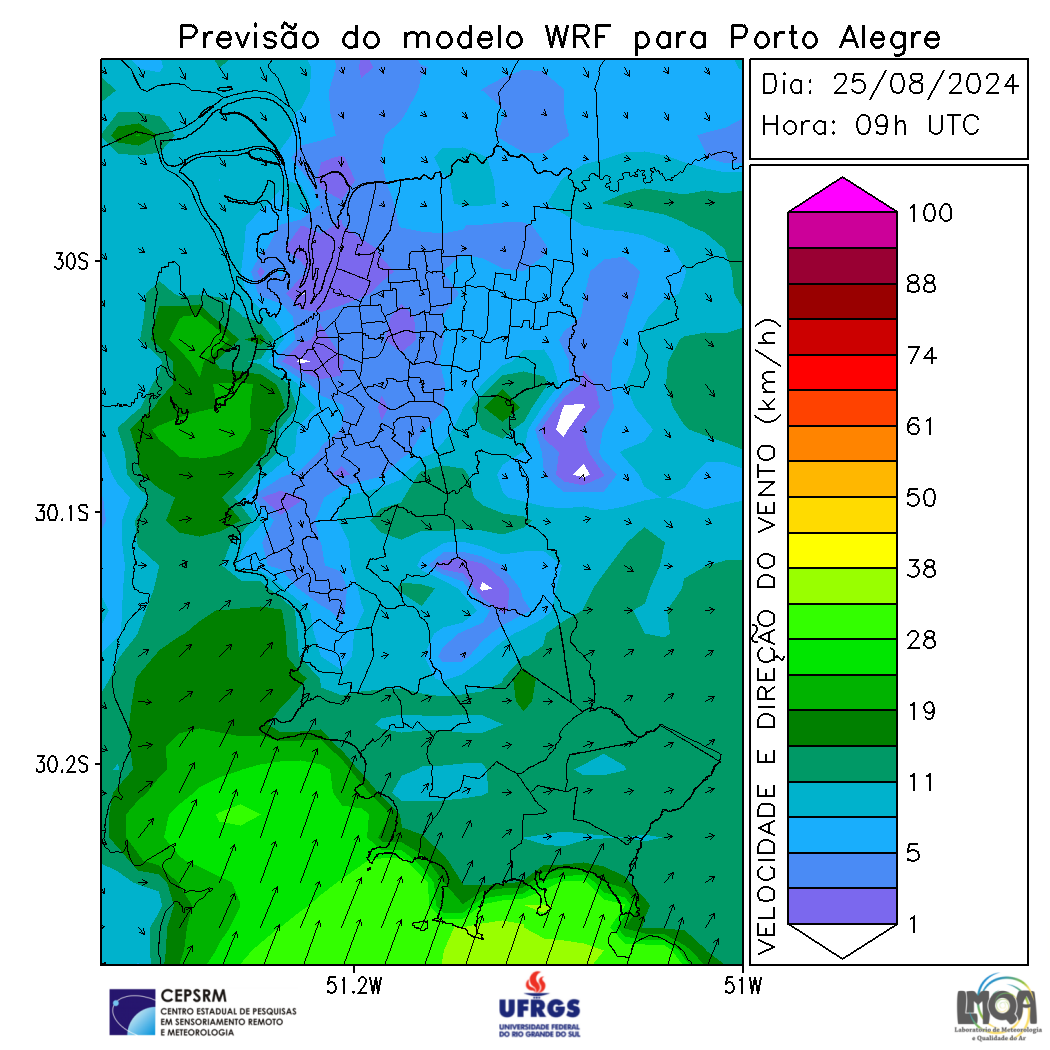 Previsão do modelo WRF para Porto Alegre
Dia: 25/08/2024
Hora: 09h UTC
30S
30.1S
30.2S
51.2W
51W
VELOCIDADE E DIREÇÃO DO VENTO (km/h)
100
88
74
61
50
38
28
19
11
5
1
CEPSRM
CENTRO ESTADUAL DE PESQUISAS
EM SENSORIAMENTO REMOTO
E METEOROLOGIA
UFRGS
UNIVERSIDADE FEDERAL
DO RIO GRANDE DO SUL
LMQA
Laboratório de Meteorologia
e Qualidade do Ar